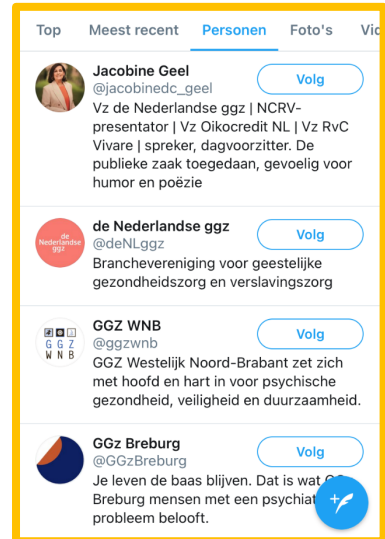 Top Meest recent Personen Foto's Vic
Jacobine Geel
Volg
@jacobinedc_geel
Vz de Nederlandse ggz | NCRV-
presentator | Vz Oikocredit NL | Vz RvC
Vivare | spreker, dagvoorzitter. De
publieke zaak toegedaan, gevoelig voor
humor en poëzie
de
Nederlandse
ggz
de Nederlandse ggz
Volg
@deNLggz
Branchevereniging voor geestelijke
gezondheidszorg en verslavingszorg
G G Z
W N B
GGZ WNB
Volg
@ggzwnb
GGZ Westelijk Noord-Brabant zet zich
met hoofd en hart in voor psychische
gezondheid, veiligheid en duurzaamheid.
GGz Breburg
Volg
@GGzBreburg
Je leven de baas blijven. Dat is wat
Breburg mensen met een psychiat
probleem belooft.